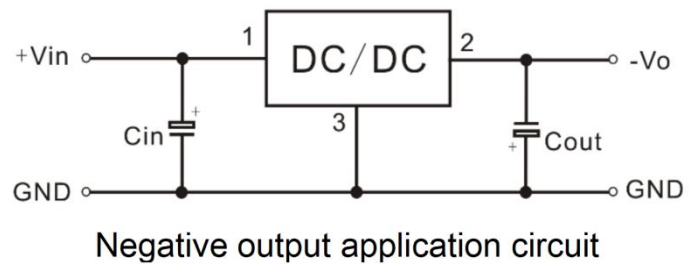 +Vin
1
DC/DC
2
-Vo
+
Cin
3
+
Cout
GND
GND
Negative output application circuit